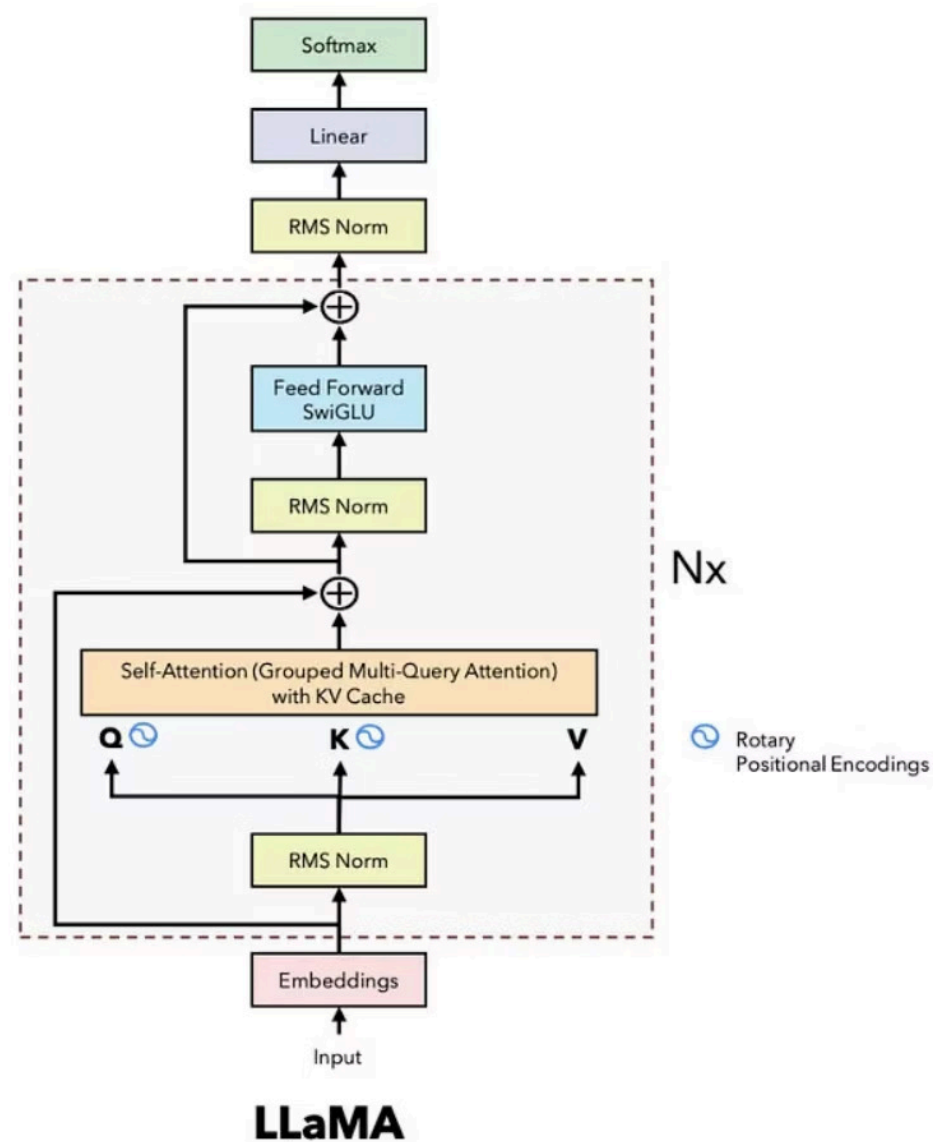 Softmax
Linear
RMS Norm
Feed Forward
SwiGLU
RMS Norm
Nx
Self-Attention (Grouped Multi-Query Attention)
with KV Cache
Q K V
Rotary
Positional Encodings
RMS Norm
Embeddings
Input
LLaMA